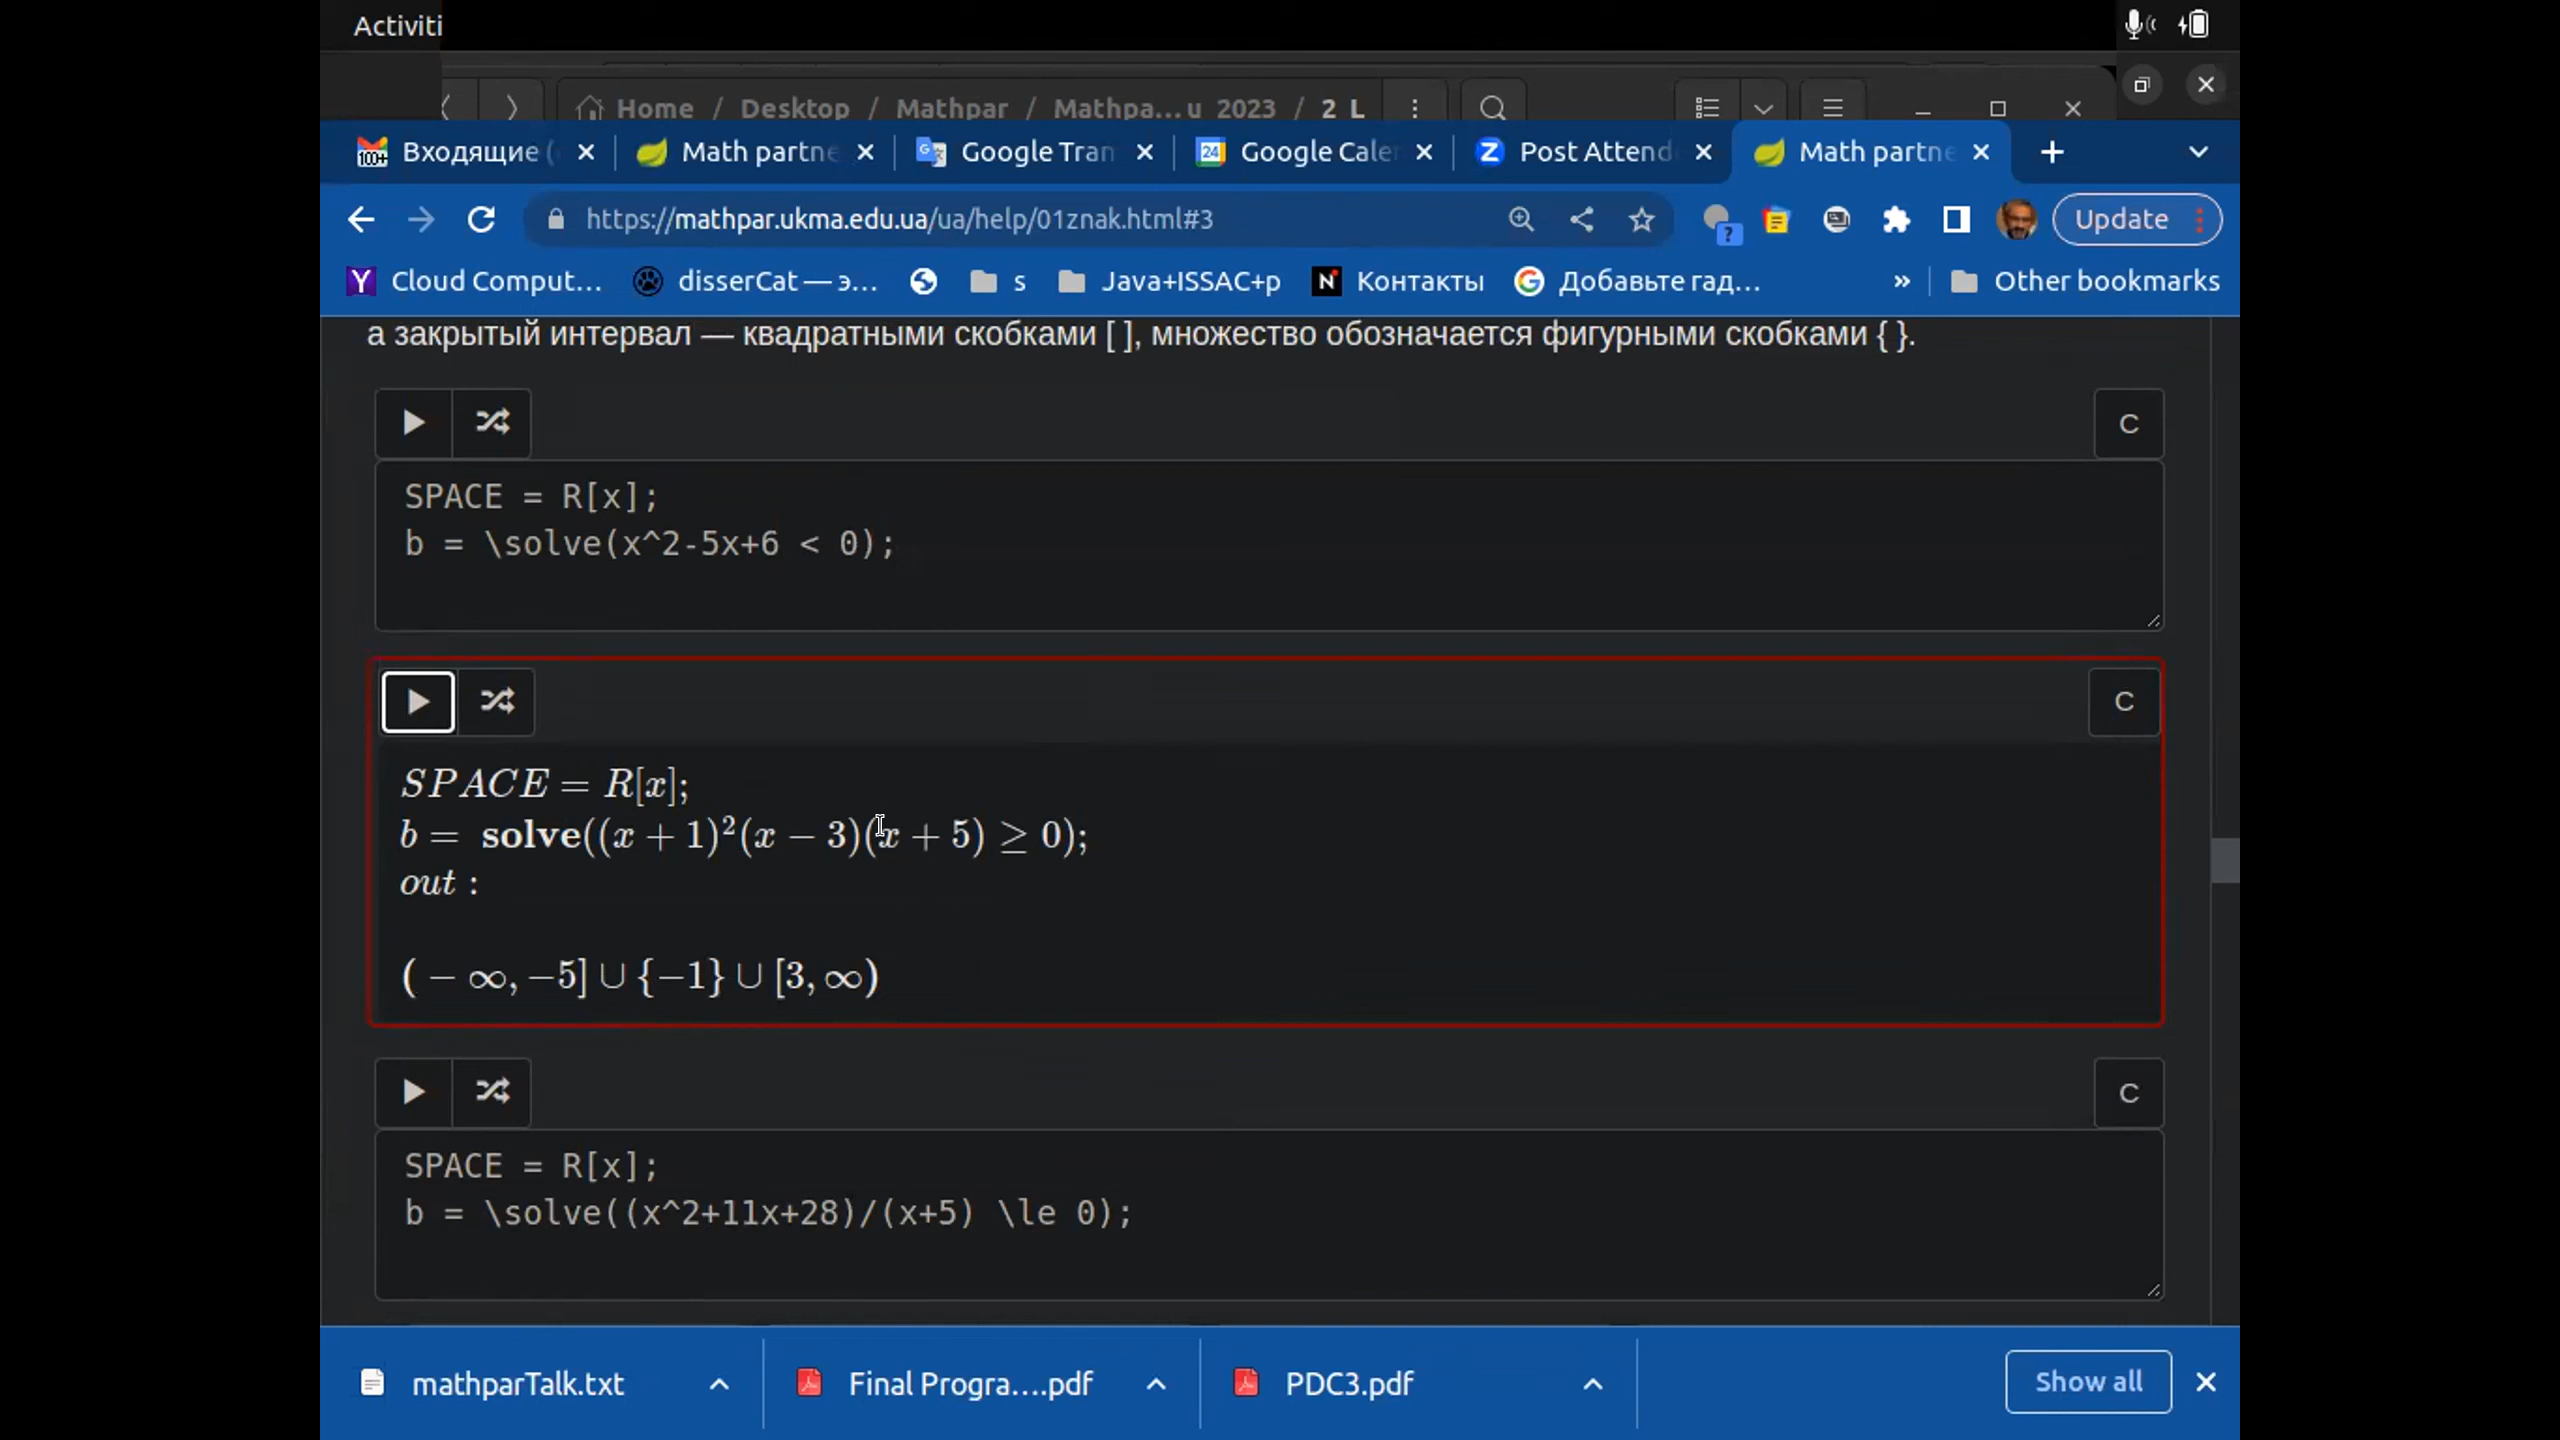 Activiti
Home / Desktop / Mathpar / Mathpa...u 2023 / 2 L
Входящие ( Math partne Google Tran Google Cale Post Attend Math partne
https://mathpar.ukma.edu.ua/ua/help/01znak.html#3 Update
Cloud Comput... disserCat — э... s Java+ISSAC+p Контакты Добавьте гад... » Other bookmarks
а закрытый интервал — квадратными скобками [ ], множество обозначается фигурными скобками { }.
C
SPACE = R[x];
b = \solve(x^2-5x+6 < 0);
C
SPACE = R[x];
b = solve((x + 1)²(x − 3)(x + 5) ≥ 0);
out :
(−∞, −5] ∪ {−1} ∪ [3, ∞)
C
SPACE = R[x];
b = \solve((x^2+11x+28)/(x+5) \le 0);
mathparTalk.txt Final Progra....pdf PDC3.pdf Show all